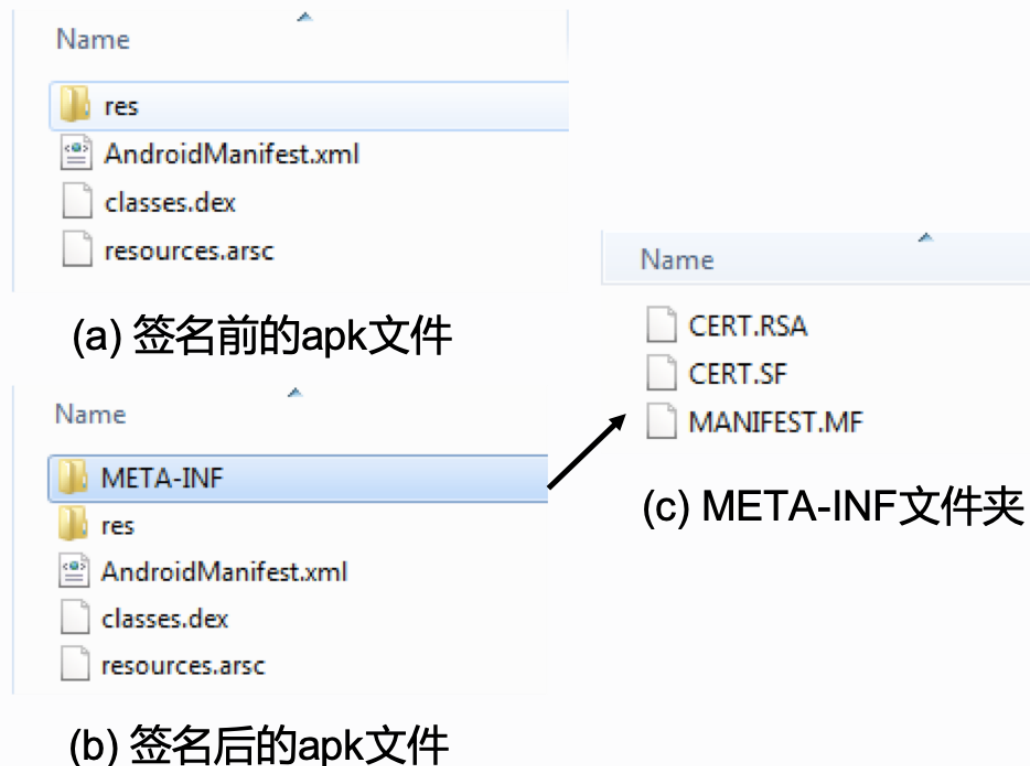 Name
res
AndroidManifest.xml
classes.dex
resources.arsc
(a) 签名前的apk文件
Name
META-INF
res
AndroidManifest.xml
classes.dex
resources.arsc
(b) 签名后的apk文件
Name
CERT.RSA
CERT.SF
MANIFEST.MF
(c) META-INF文件夹